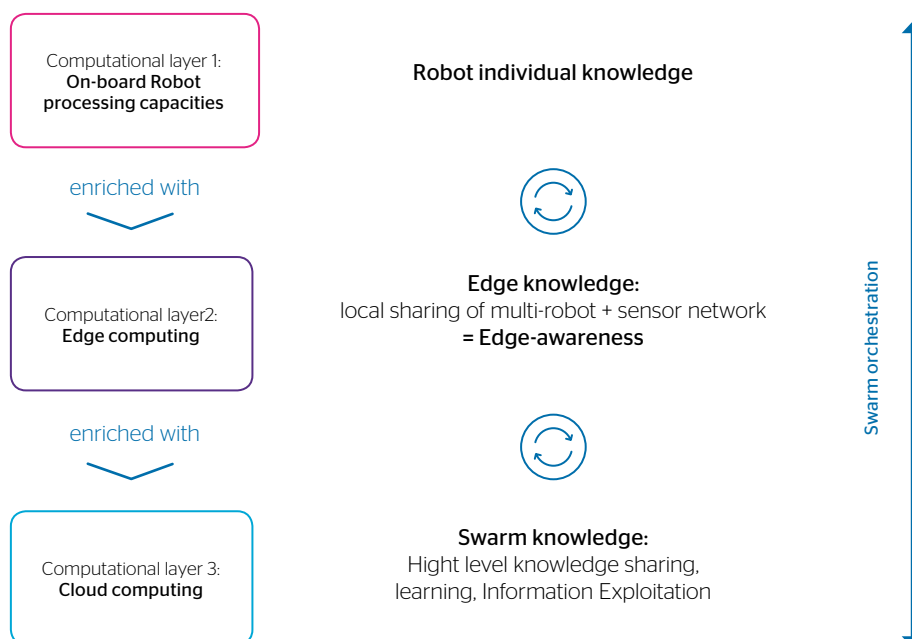 Computational layer 1:
On-board Robot
processing capacities
Robot individual knowledge
enriched with
Computational layer2:
Edge computing
Edge knowledge:
local sharing of multi-robot + sensor network
= Edge-awareness
enriched with
Computational layer 3:
Cloud computing
Swarm knowledge:
Hight level knowledge sharing,
learning, Information Exploitation
Swarm orchestration